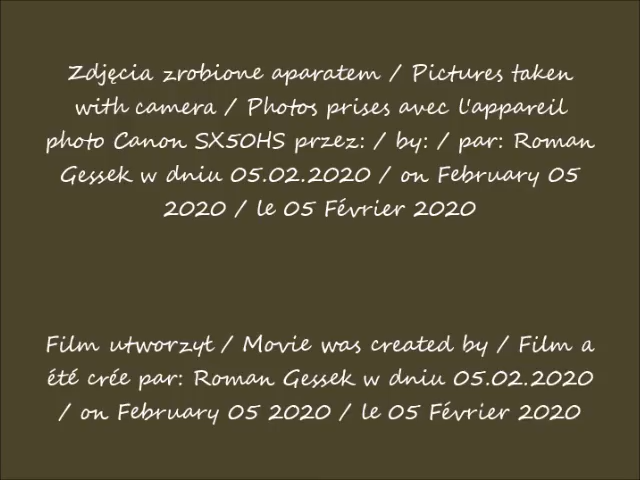 Zdjęcia zrobione aparatem / Pictures taken
with camera / Photos prises avec l'appareil
photo Canon SX50HS przez: / by: / par: Roman
Gessek w dniu 05.02.2020 / on February 05
2020 / le 05 Février 2020
Film utworzył / Movie was created by / Film a
été crée par: Roman Gessek w dniu 05.02.2020
/ on February 05 2020 / le 05 Février 2020